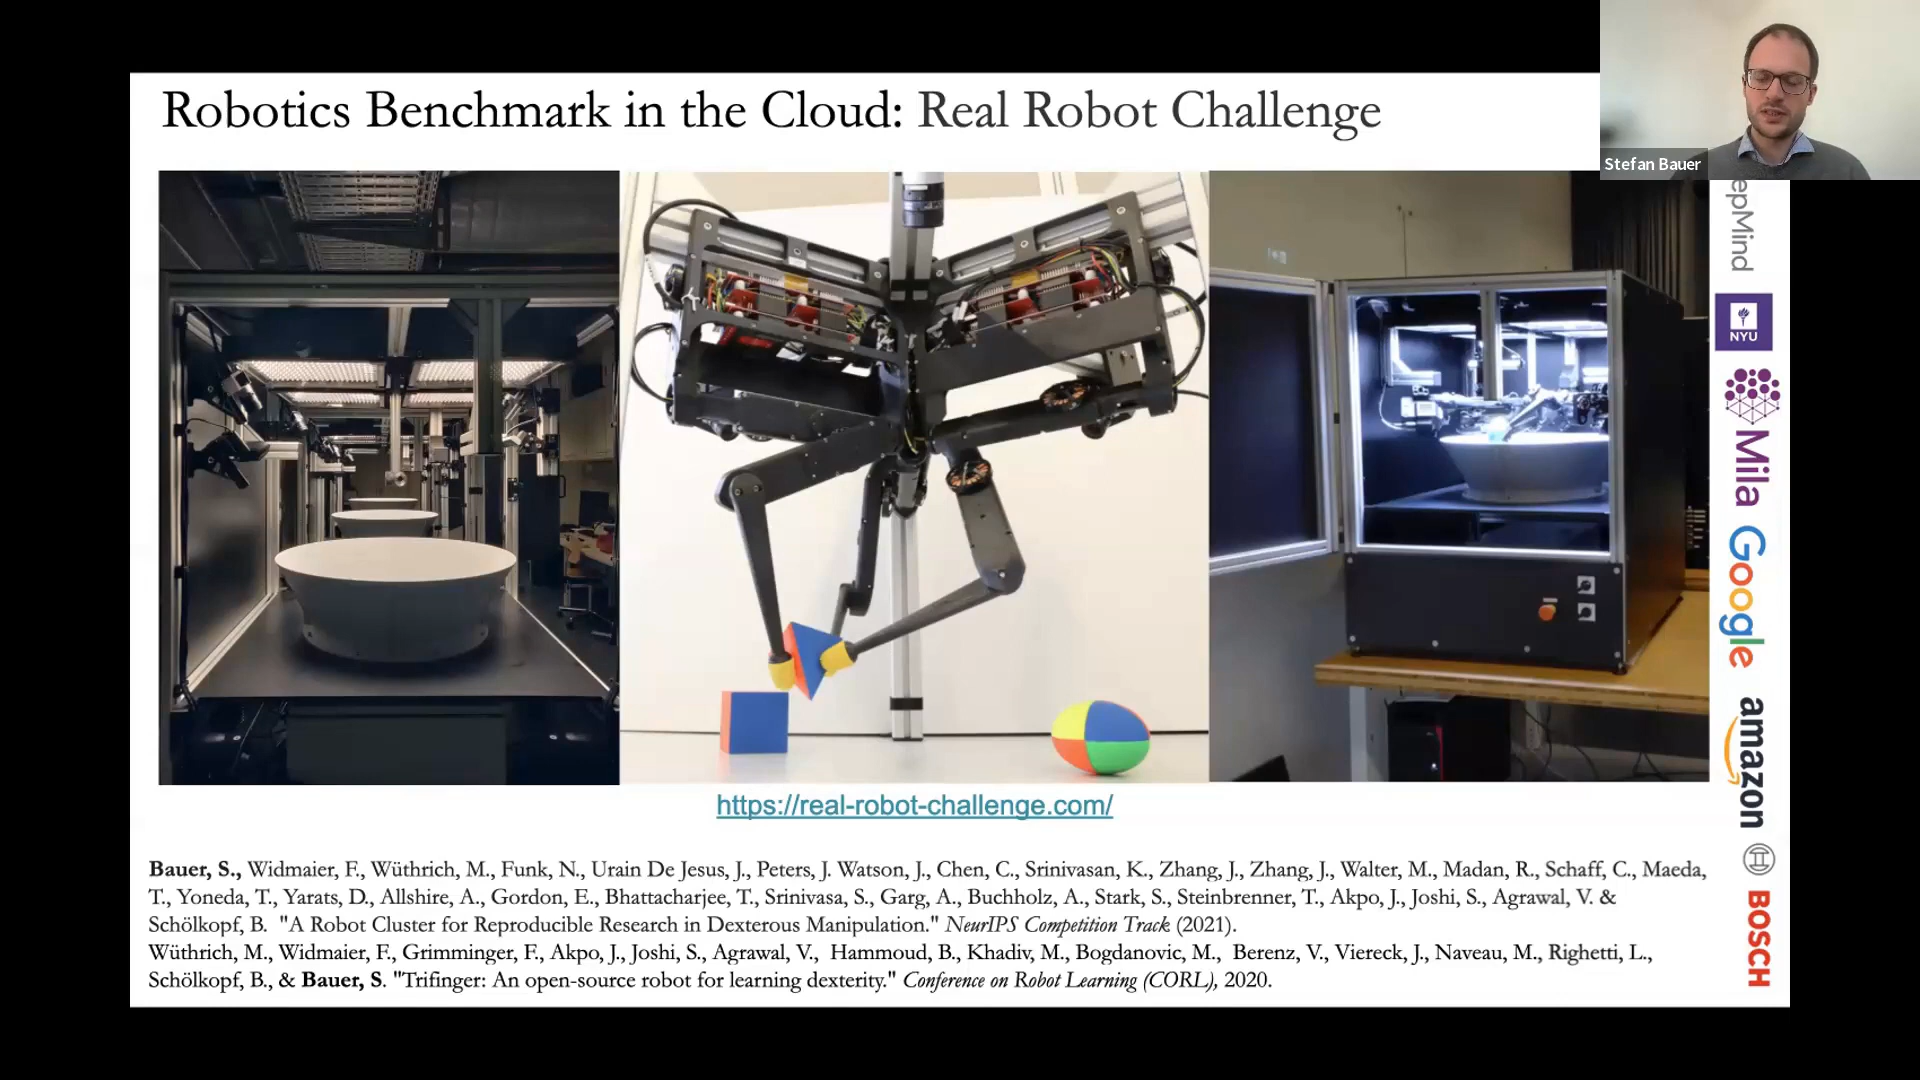 Robotics Benchmark in the Cloud: Real Robot Challenge
Stefan Bauer
epMind
NYU
Mila
Google
amazon
BOSCH
https://real-robot-challenge.com/
Bauer, S., Widmaier, F., Wüthrich, M., Funk, N., Urain De Jesus, J., Peters, J. Watson, J., Chen, C., Srinivasan, K., Zhang, J., Zhang, J., Walter, M., Madan, R., Schaff, C., Maeda,
T., Yoneda, T., Yarats, D., Allshire, A., Gordon, E., Bhattacharjee, T., Srinivasa, S., Garg, A., Buchholz, A., Stark, S., Steinbrenner, T., Akpo, J., Joshi, S., Agrawal, V. &
Schölkopf, B. "A Robot Cluster for Reproducible Research in Dexterous Manipulation." NeurIPS Competition Track (2021).
Wüthrich, M., Widmaier, F., Grimminger, F., Akpo, J., Joshi, S., Agrawal, V., Hammoud, B., Khadiv, M., Bogdanovic, M., Berenz, V., Viereck, J., Naveau, M., Righetti, L.,
Schölkopf, B., & Bauer, S. "Trifinger: An open-source robot for learning dexterity." Conference on Robot Learning (CORL), 2020.